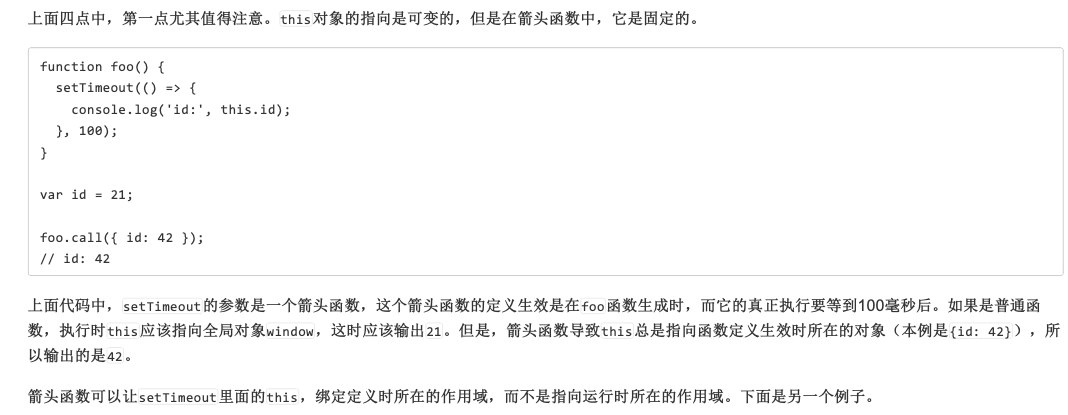 上面四点中，第一点尤其值得注意。this对象的指向是可变的，但是在箭头函数中，它是固定的。
function foo() {
  setTimeout(() => {
    console.log('id:', this.id);
  }, 100);
}
var id = 21;
foo.call({ id: 42 });
// id: 42
上面代码中，setTimeout的参数是一个箭头函数，这个箭头函数的定义生效是在foo函数生成时，而它的真正执行要等到100毫秒后。如果是普通函
数，执行时this应该指向全局对象window，这时应该输出21。但是，箭头函数导致this总是指向函数定义生效时所在的对象（本例是{id: 42}），所
以输出的是42。
箭头函数可以让setTimeout里面的this，绑定定义时所在的作用域，而不是指向运行时所在的作用域。下面是另一个例子。